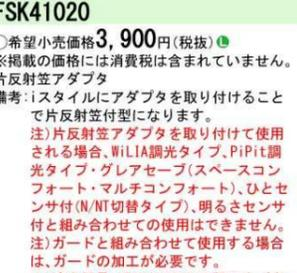 FSK41020
○希望小売価格3,900円(税抜) L
※掲載の価格には消費税は含まれていません。
片反射笠アダプタ
備考:iスタイルにアダプタを取り付けること
で反射笠付型になります。
注)片反射笠アダプタを取り付けて使用
される場合、WiLIA調光タイプ、PiPit調
光タイプ・グレアセーブ(スペースコン
フォート・マルチコンフォート)、ひとセ
ンサ付(N/NT切替タイプ)、明るさセンサ
付と組み合わせての使用はできません。
注)ガードと組み合わせて使用する場合
は、ガードの加工が必要です。